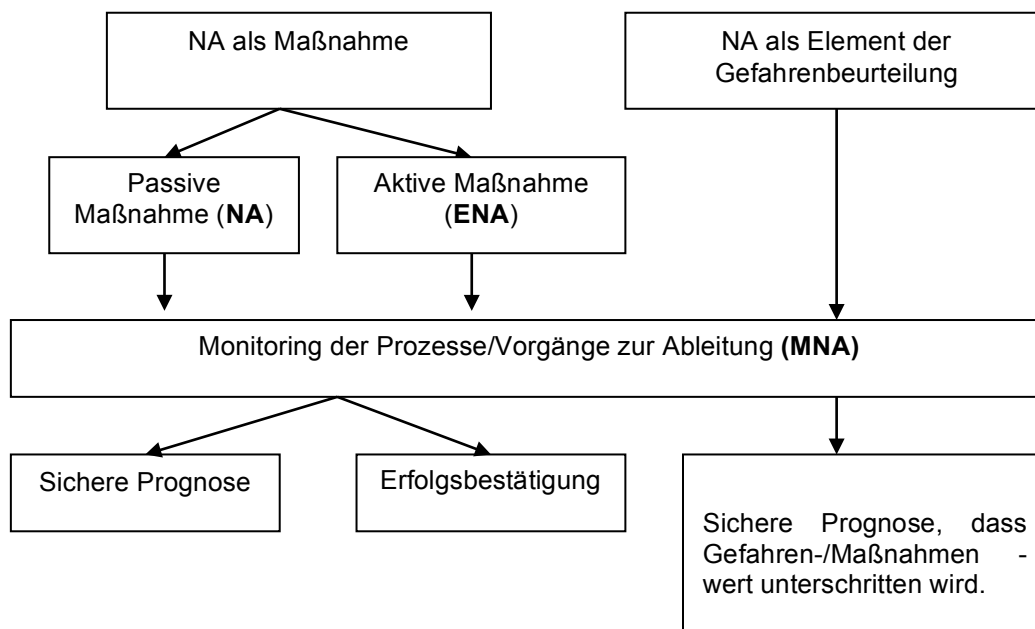 NA als Maßnahme
NA als Element der
Gefahrenbeurteilung
Passive
Maßnahme (NA)
Aktive Maßnahme
(ENA)
Monitoring der Prozesse/Vorgänge zur Ableitung (MNA)
Sichere Prognose
Erfolgsbestätigung
Sichere Prognose, dass
Gefahren-/Maßnahmen -
wert unterschritten wird.